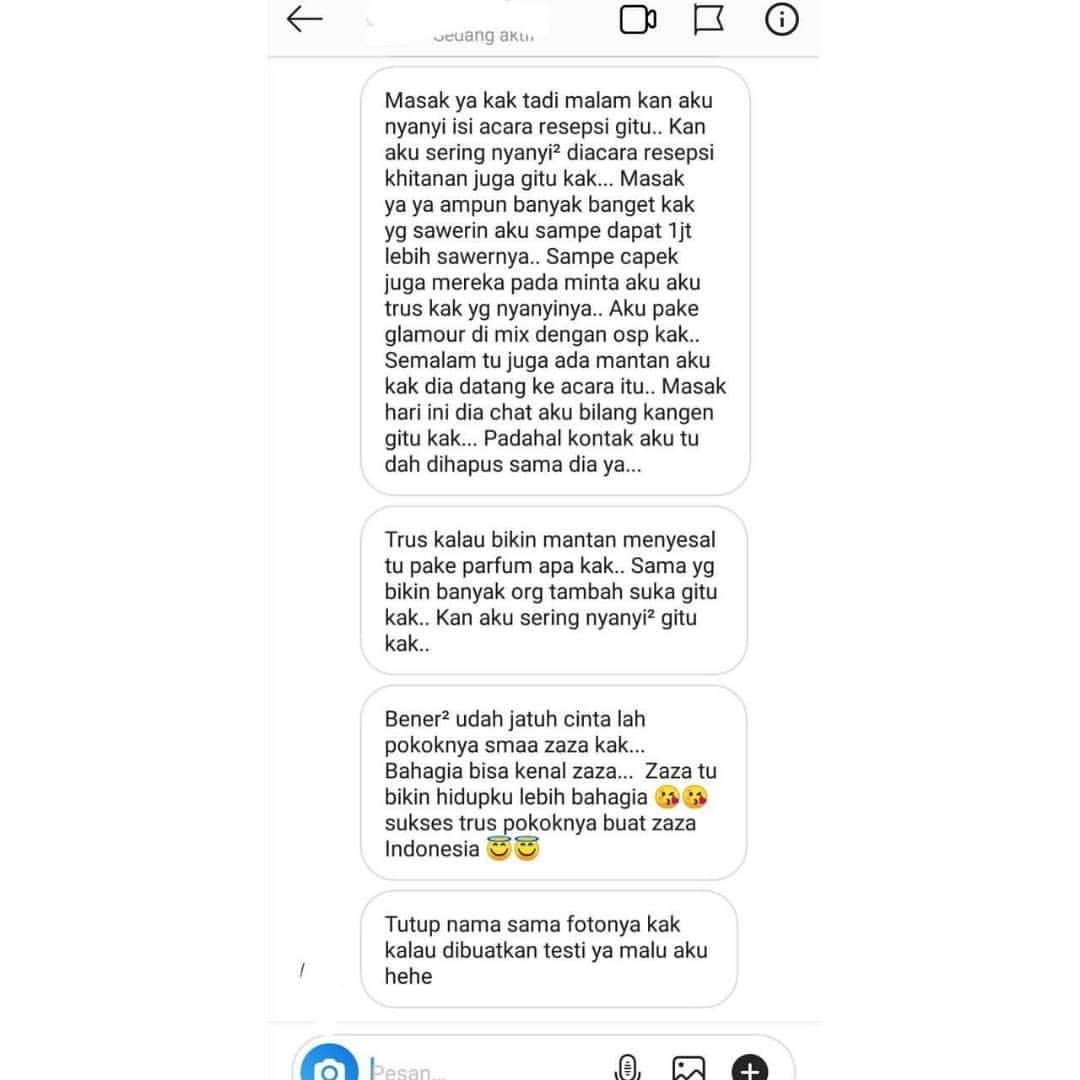 Sedang aktif
Masak ya kak tadi malam kan aku
nyanyi isi acara resepsi gitu.. Kan
aku sering nyanyi² diacara resepsi
khitanan juga gitu kak... Masak
ya ya ampun banyak banget kak
yg sawerin aku sampe dapat 1jt
lebih sawernya.. Sampe capek
juga mereka pada minta aku aku
trus kak yg nyanyinya.. Aku pake
glamour di mix dengan osp kak..
Semalam tu juga ada mantan aku
kak dia datang ke acara itu.. Masak
hari ini dia chat aku bilang kangen
gitu kak... Padahal kontak aku tu
dah dihapus sama dia ya...
Trus kalau bikin mantan menyesal
tu pake parfum apa kak.. Sama yg
bikin banyak org tambah suka gitu
kak.. Kan aku sering nyanyi² gitu
kak..
Bener² udah jatuh cinta lah
pokoknya smaa zaza kak...
Bahagia bisa kenal zaza... Zaza tu
bikin hidupku lebih bahagia 😘😘
sukses trus pokoknya buat zaza
Indonesia 😇😇
Tutup nama sama fotonya kak
kalau dibuatkan testi ya malu aku
hehe
Pesan...